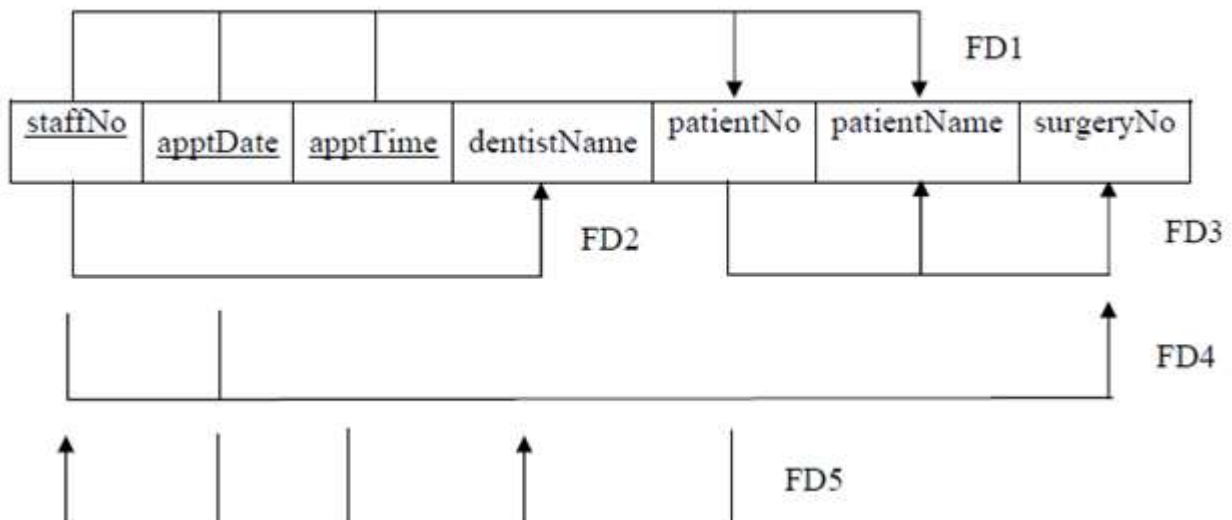 FD1
staffNo apptDate apptTime dentistName patientNo patientName surgeryNo
FD2
FD3
FD4
FD5